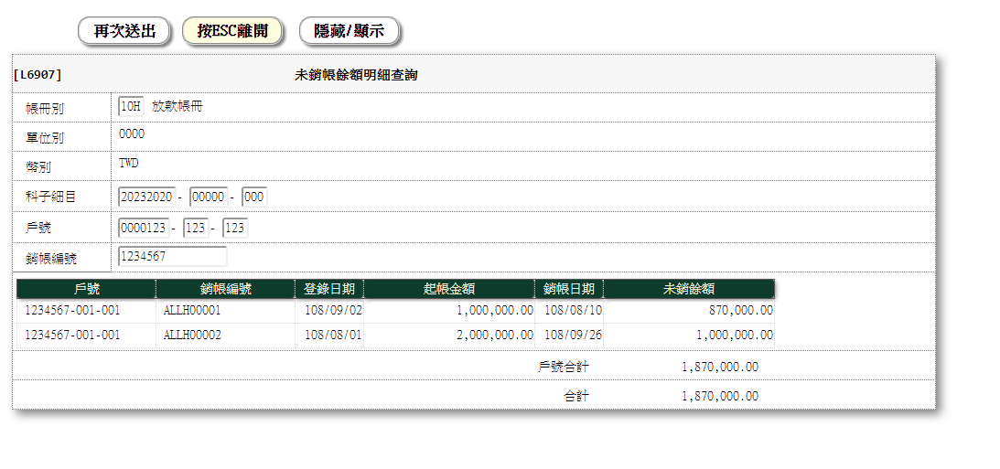 再次送出 按ESC離開 隱藏/顯示
[L6907] 未銷帳餘額明細查詢
帳冊別 10H 放款帳冊
單位別 0000
幣別 TWD
科子細目 20232020 - 00000 - 000
戶號 0000123 - 123 - 123
銷帳編號 1234567
戶號 銷帳編號 登錄日期 起帳金額 銷帳日期 未銷餘額
1234567-001-001 ALLH00001 108/09/02 1,000,000.00 108/08/10 870,000.00
1234567-001-001 ALLH00002 108/08/01 2,000,000.00 108/09/26 1,000,000.00
戶號合計 1,870,000.00
合計 1,870,000.00